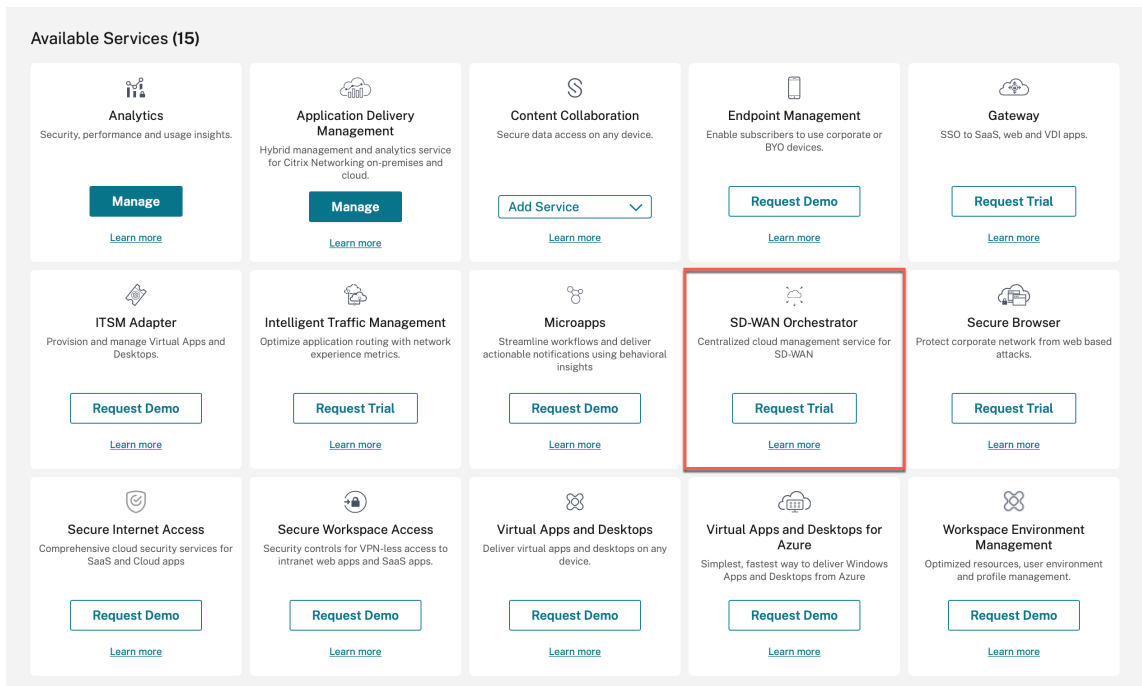 Available Services (15)
Analytics
Security, performance and usage insights.
Manage
Learn more
Application Delivery
Management
Hybrid management and analytics service
for Citrix Networking on-premises and
cloud.
Manage
Learn more
Content Collaboration
Secure data access on any device.
Add Service
Learn more
Endpoint Management
Enable subscribers to use corporate or
BYO devices.
Request Demo
Learn more
Gateway
SSO to SaaS, web and VDI apps.
Request Trial
Learn more
ITSM Adapter
Provision and manage Virtual Apps and
Desktops.
Request Demo
Learn more
Intelligent Traffic Management
Optimize application routing with network
experience metrics.
Request Trial
Learn more
Microapps
Streamline workflows and deliver
actionable notifications using behavioral
insights
Request Demo
Learn more
SD-WAN Orchestrator
Centralized cloud management service for
SD-WAN
Request Trial
Learn more
Secure Browser
Protect corporate network from web based
attacks.
Request Trial
Learn more
Secure Internet Access
Comprehensive cloud security services for
SaaS and Cloud apps
Request Demo
Learn more
Secure Workspace Access
Security controls for VPN-less access to
intranet web apps and SaaS apps.
Request Demo
Learn more
Virtual Apps and Desktops
Deliver virtual apps and desktops on any
device.
Request Demo
Learn more
Virtual Apps and Desktops for
Azure
Simplest, fastest way to deliver Windows
Apps and Desktops from Azure
Request Demo
Learn more
Workspace Environment
Management
Optimized resources, user environment
and profile management.
Request Demo
Learn more